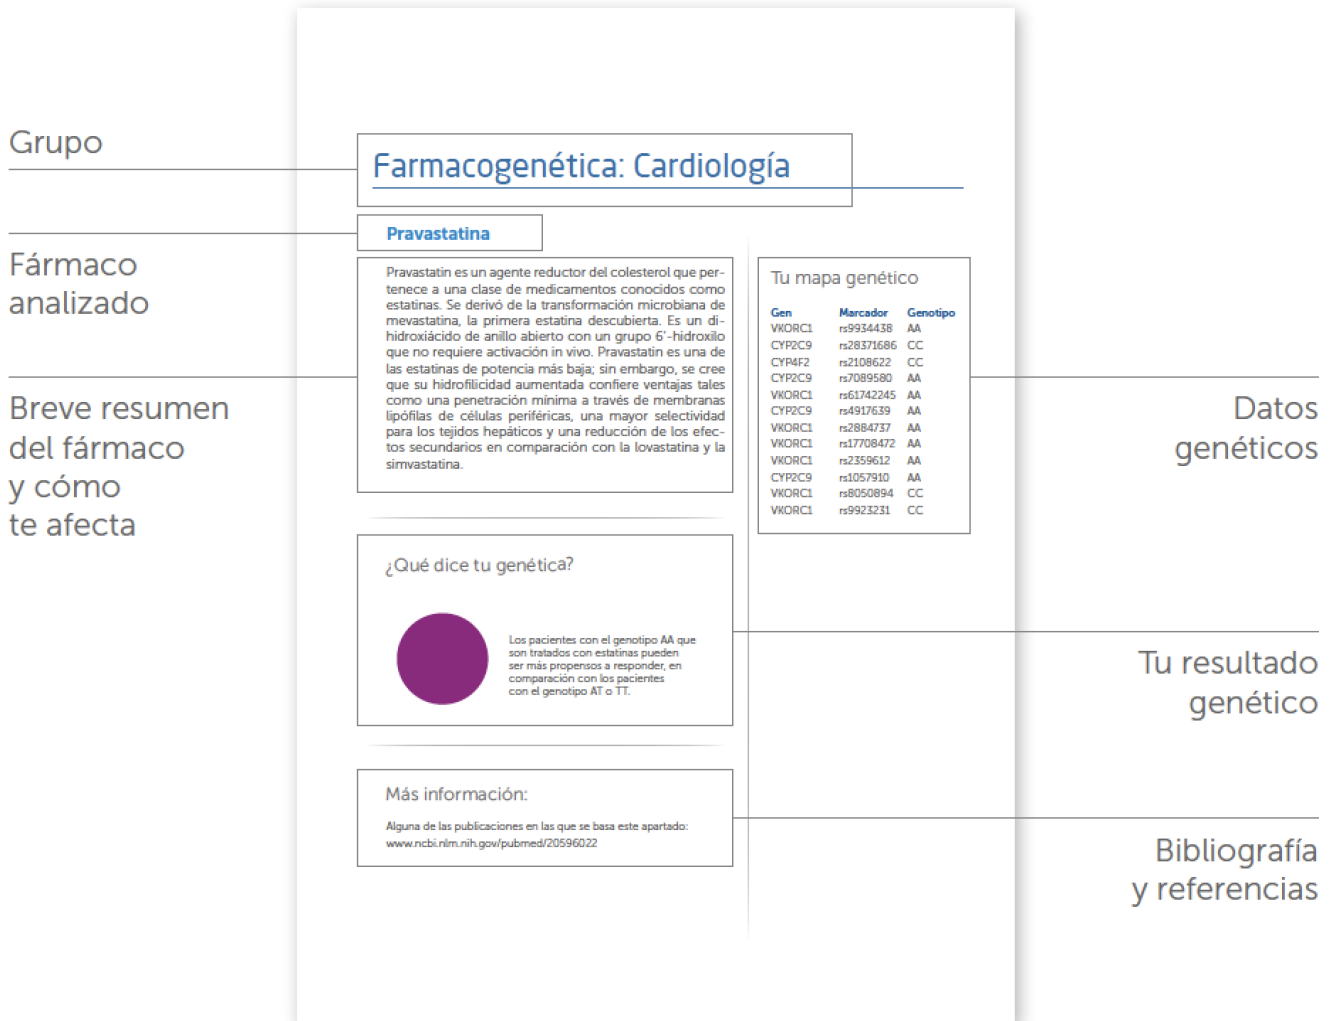 Grupo
Farmacogenética: Cardiología
Fármaco
analizado
Pravastatina
Breve resumen
del fármaco
y cómo
te afecta
Pravastatin es un agente reductor del colesterol que per-
tenece a una clase de medicamentos conocidos como
estatinas. Se derivó de la transformación microbiana de
mevastatina, la primera estatina descubierta. Es un di-
hidroxiácido de anillo abierto con un grupo 6'-hidroxilo
que no requiere activación in vivo. Pravastatin es una de
las estatinas de potencia más baja; sin embargo, se cree
que su hidrofilicidad aumentada confiere ventajas tales
como una penetración mínima a través de membranas
lipófilas de células periféricas, una mayor selectividad
para los tejidos hepáticos y una reducción de los efec-
tos secundarios en comparación con la lovastatina y la
simvastatina.
Tu mapa genético
Gen Marcador Genotipo
VKORC1 rs9934438 AA
CYP2C9 rs28371686 CC
CYP4F2 rs2108622 CC
CYP2C9 rs7089580 AA
VKORC1 rs61742245 AA
CYP2C9 rs4917639 AA
VKORC1 rs2884737 AA
VKORC1 rs17708472 AA
VKORC1 rs2359612 AA
CYP2C9 rs1057910 AA
VKORC1 rs8050894 CC
VKORC1 rs9923231 CC
Datos
genéticos
¿Qué dice tu genética?
Los pacientes con el genotipo AA que
son tratados con estatinas pueden
ser más propensos a responder, en
comparación con los pacientes
con el genotipo AT o TT.
Tu resultado
genético
Más información:
Alguna de las publicaciones en las que se basa este apartado:
www.ncbi.nlm.nih.gov/pubmed/20596022
Bibliografía
y referencias